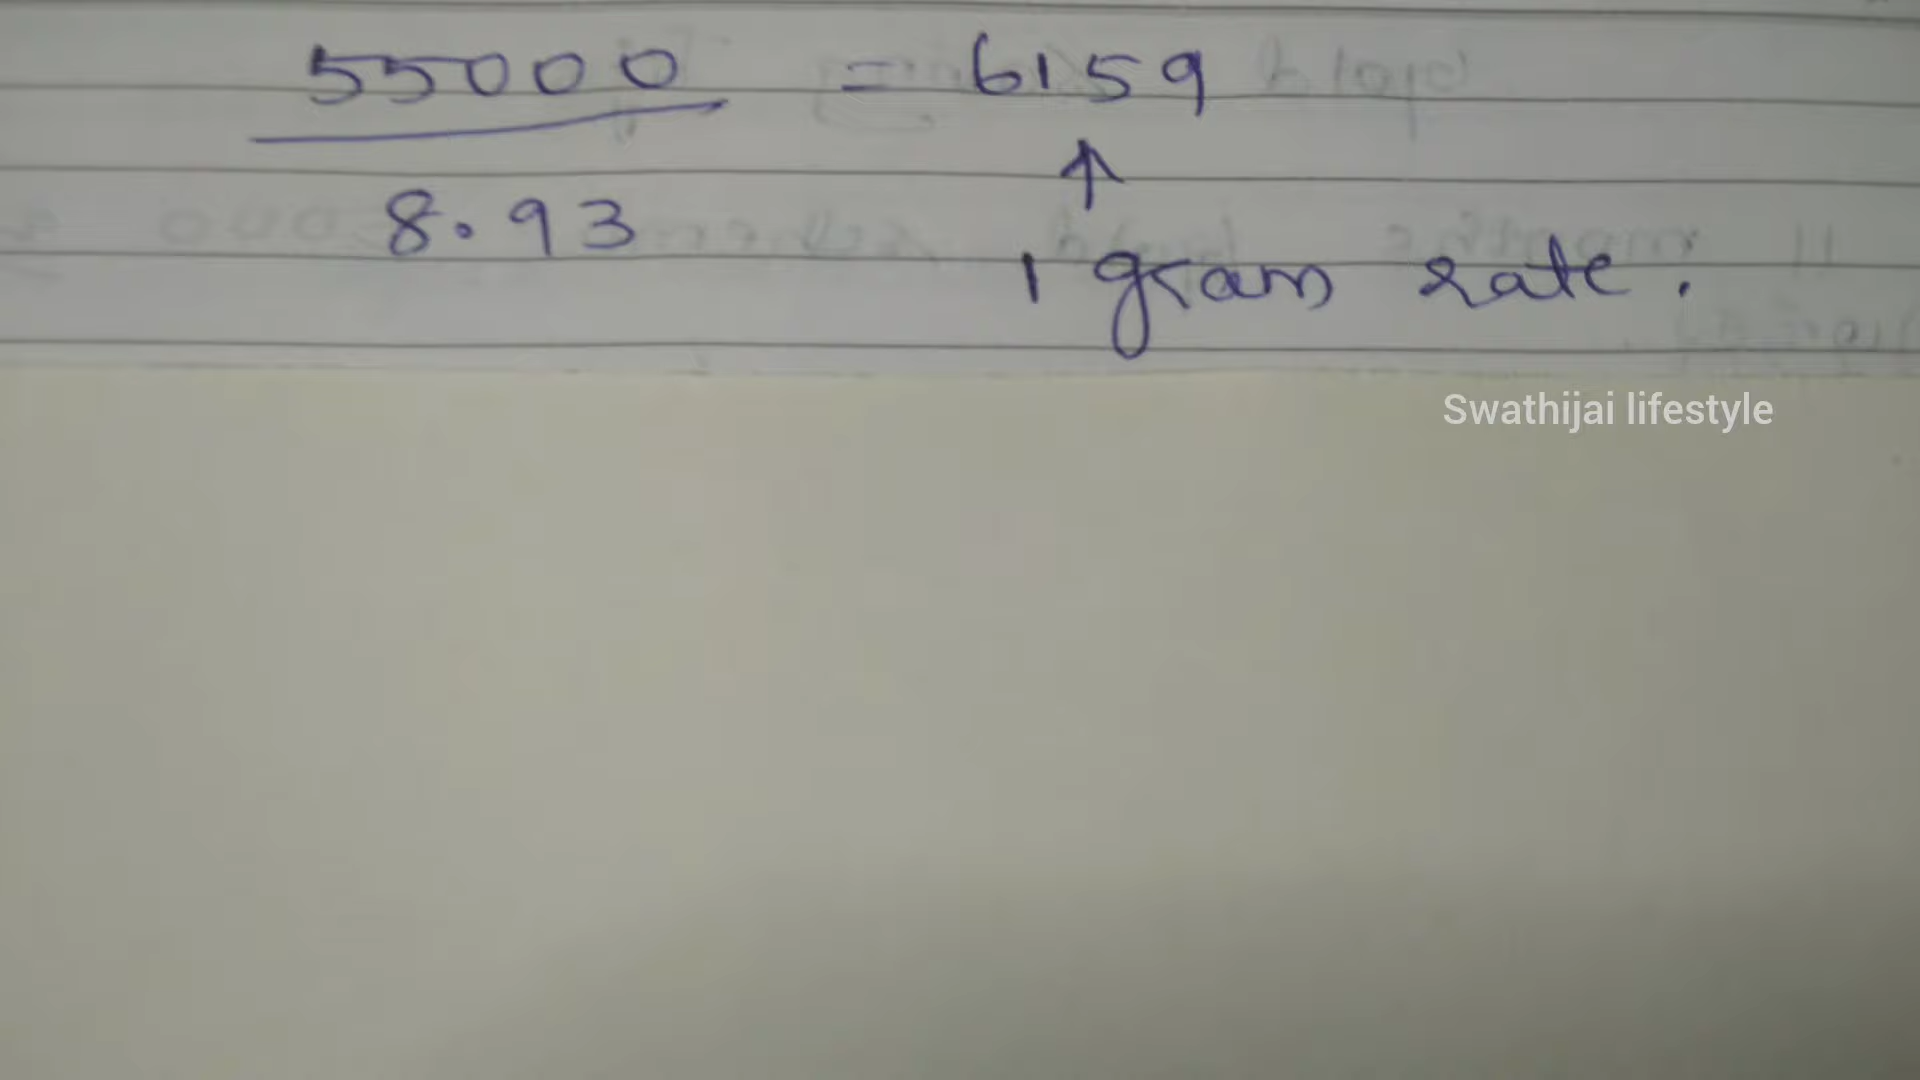 55000 = 6159
8.93
↑
1 gram rate.
Swathijai lifestyle